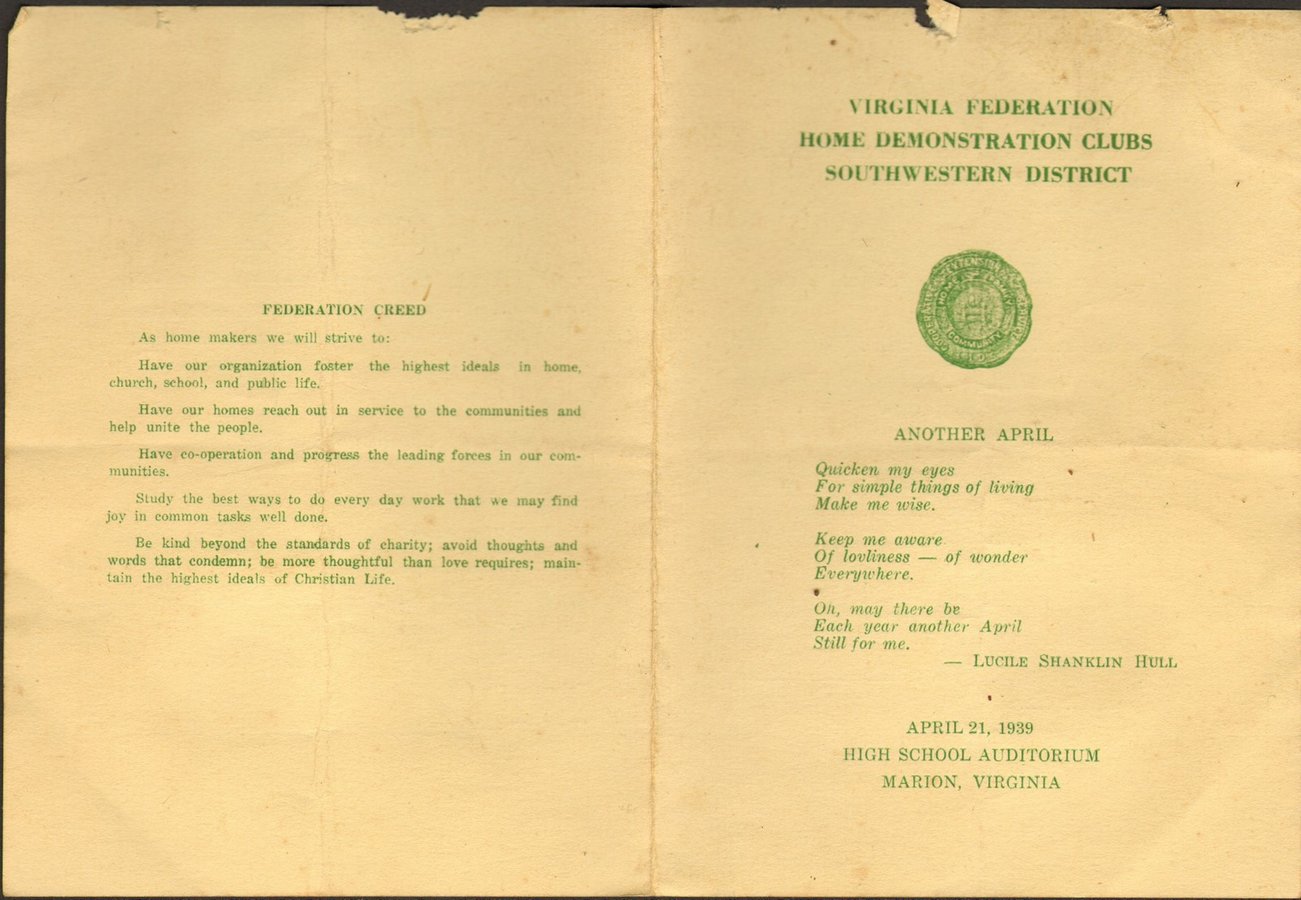 FEDERATION CREED
As home makers we will strive to:
Have our organization foster the highest ideals in home,
church, school, and public life.
Have our homes reach out in service to the communities and
help unite the people.
Have co-operation and progress the leading forces in our com-
munities.
Study the best ways to do every day work that we may find
joy in common tasks well done.
Be kind beyond the standards of charity; avoid thoughts and
words that condemn; be more thoughtful than love requires; main-
tain the highest ideals of Christian Life.
VIRGINIA FEDERATION
HOME DEMONSTRATION CLUBS
SOUTHWESTERN DISTRICT
COOPERATIVE EXTENSION
HOME
COMMUNITY
ANOTHER APRIL
Quicken my eyes
For simple things of living
Make me wise.
Keep me aware
Of lovliness — of wonder
Everywhere.
Oh, may there be
Each year another April
Still for me.
— LUCILE SHANKLIN HULL
APRIL 21, 1939
HIGH SCHOOL AUDITORIUM
MARION, VIRGINIA